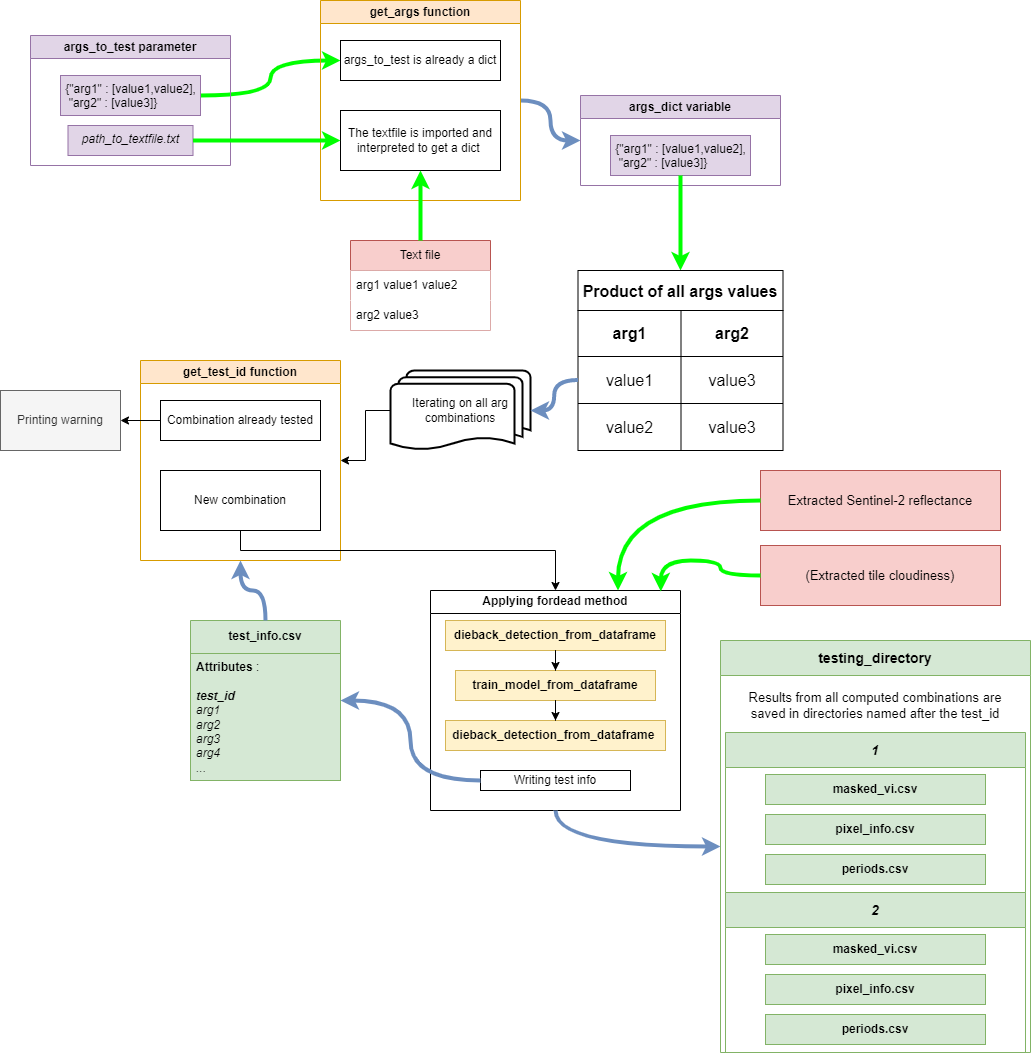 get_args function
args_to_test parameter
args_to_test is already a dict
{"arg1" : [value1,value2],
"arg2" : [value3]}
path_to_textfile.txt
The textfile is imported and
interpreted to get a dict
args_dict variable
{"arg1" : [value1,value2],
"arg2" : [value3]}
Text file
arg1 value1 value2
arg2 value3
Product of all args values
arg1 arg2
value1 value3
value2 value3
Iterating on all arg
combinations
get_test_id function
Printing warning
Combination already tested
New combination
Extracted Sentinel-2 reflectance
(Extracted tile cloudiness)
Applying fordead method
dieback_detection_from_dataframe
train_model_from_dataframe
dieback_detection_from_dataframe
Writing test info
test_info.csv
Attributes :
test_id
arg1
arg2
arg3
arg4
...
testing_directory
Results from all computed combinations are
saved in directories named after the test_id
1
masked_vi.csv
pixel_info.csv
periods.csv
2
masked_vi.csv
pixel_info.csv
periods.csv